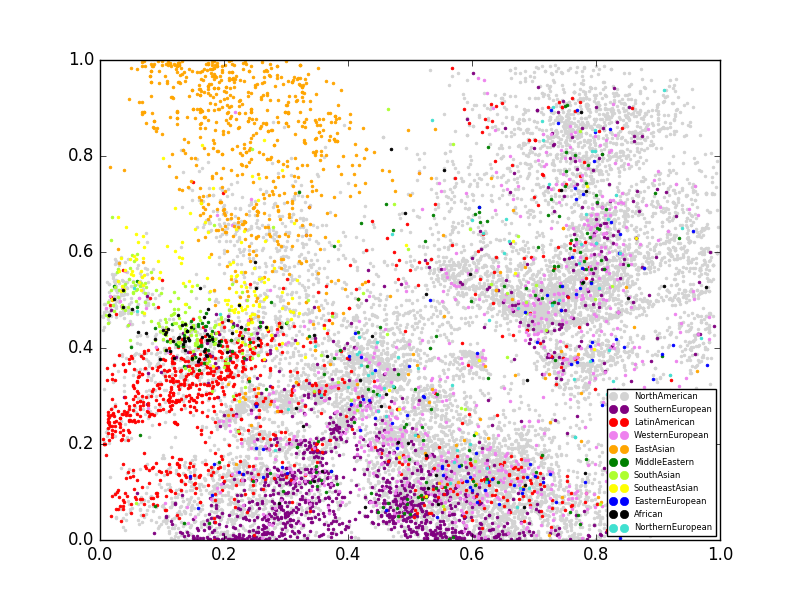 1.0
0.8
0.6
0.4
0.2
0.0
0.0 0.2 0.4 0.6 0.8 1.0
NorthAmerican
SouthernEuropean
LatinAmerican
WesternEuropean
EastAsian
MiddleEastern
SouthAsian
SoutheastAsian
EasternEuropean
African
NorthernEuropean